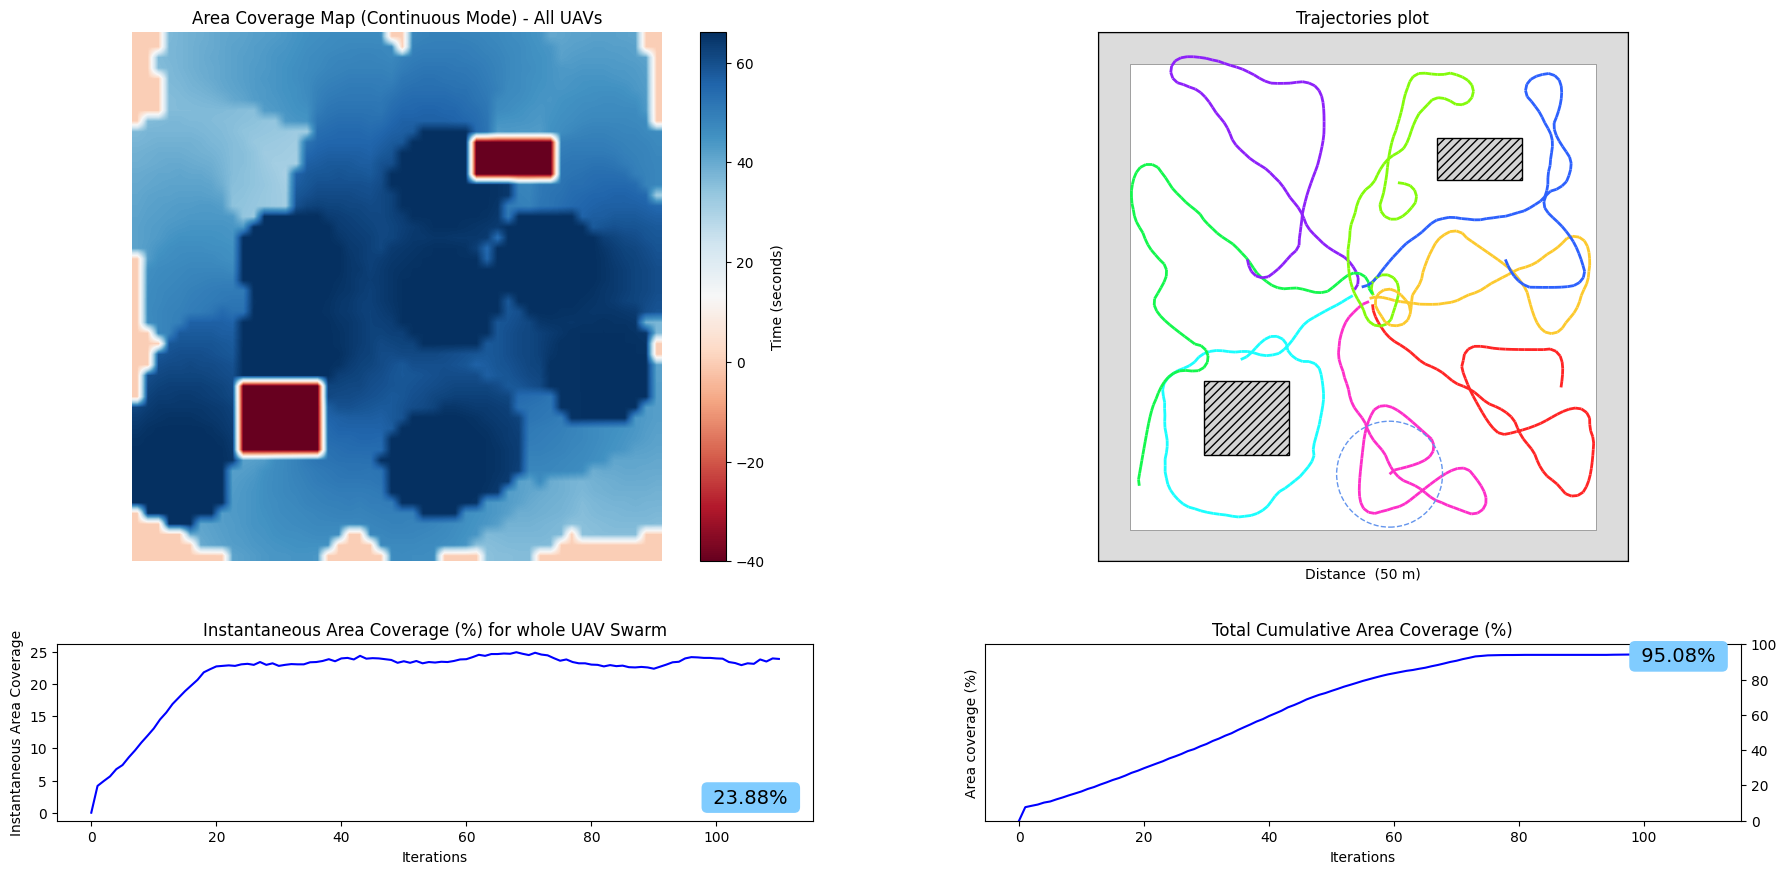 Area Coverage Map (Continuous Mode) - All UAVs
60
40
20
0
−20
−40
Time (seconds)
Trajectories plot
Distance  (50 m)
Instantaneous Area Coverage (%) for whole UAV Swarm
Instantaneous Area Coverage
25
20
15
10
5
0
23.88%
0 20 40 60 80 100
Iterations
Total Cumulative Area Coverage (%)
Area coverage (%)
95.08%
100
80
60
40
20
0
0 20 40 60 80 100
Iterations